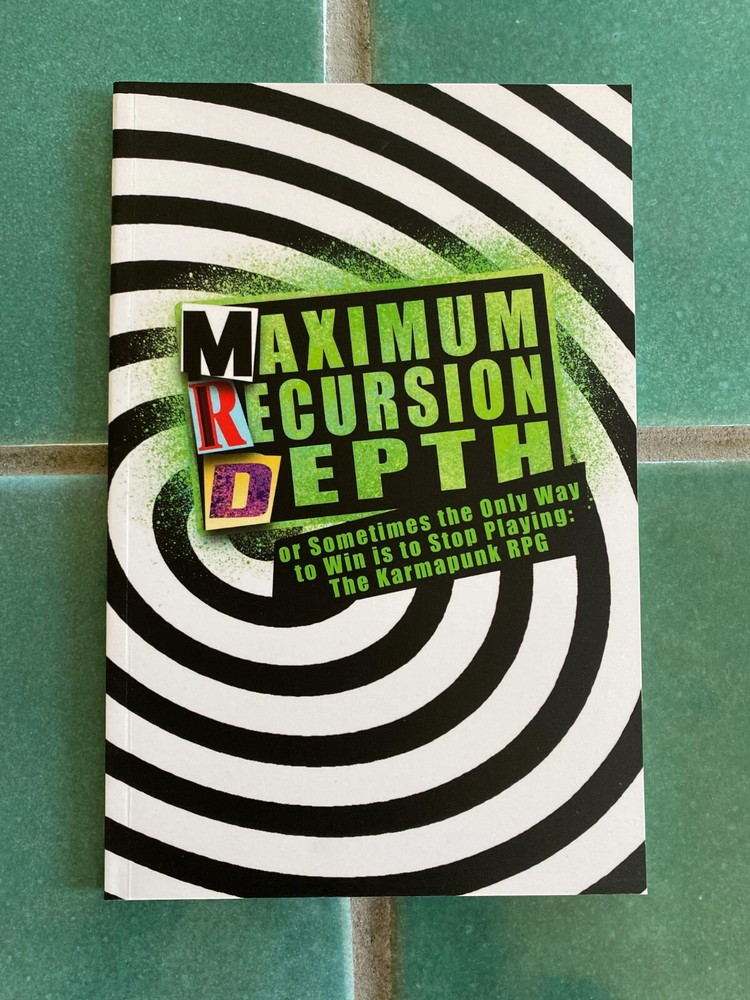 MAXIMUM
RECURSION
DEPTH
or Sometimes the Only Way
to Win is to Stop Playing:
The Karmapunk RPG